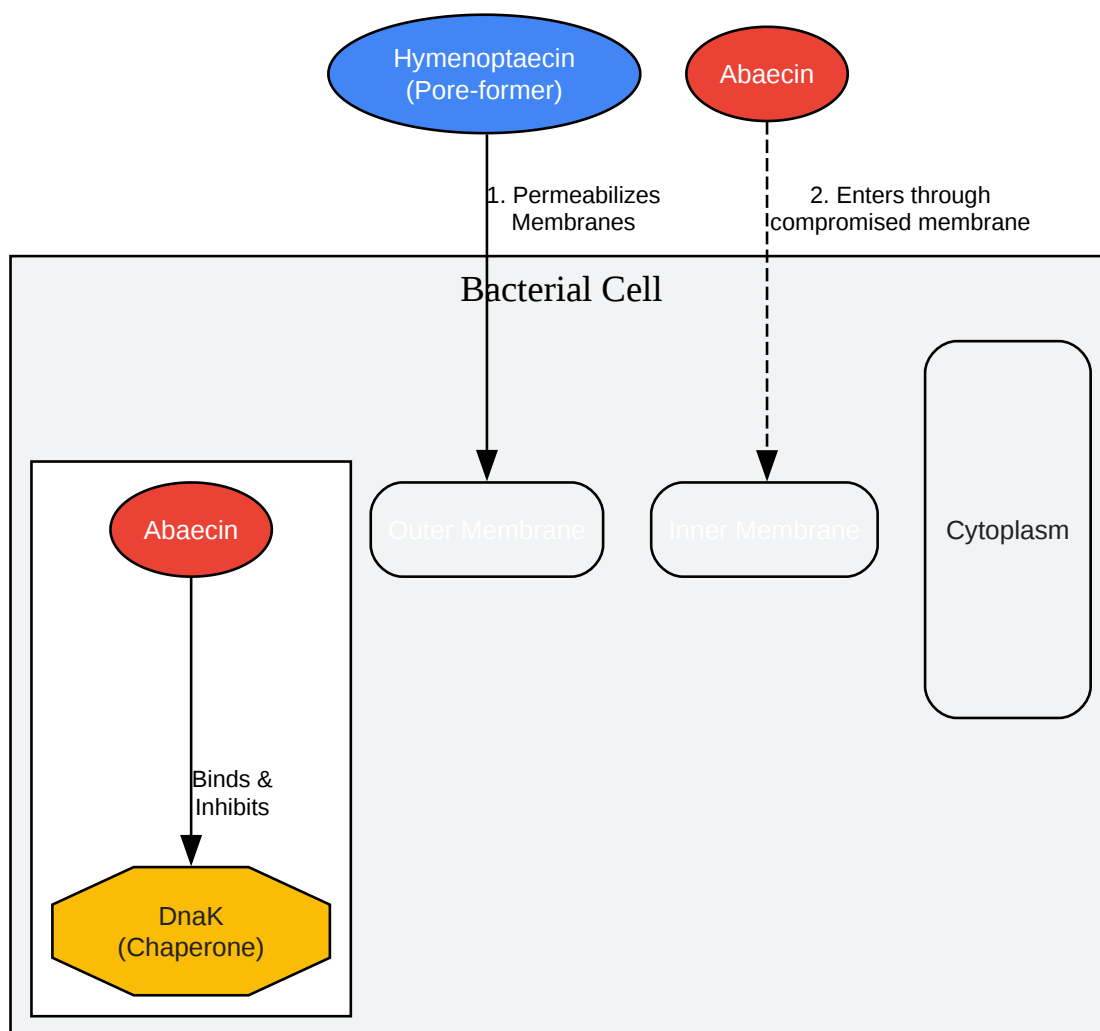 Hymenoptaecin
(Pore-former)
Abaecin
1. Permeabilizes
Membranes
2. Enters through
compromised membrane
Bacterial Cell
Abaecin
Outer Membrane
Inner Membrane
Cytoplasm
Binds &
Inhibits
DnaK
(Chaperone)